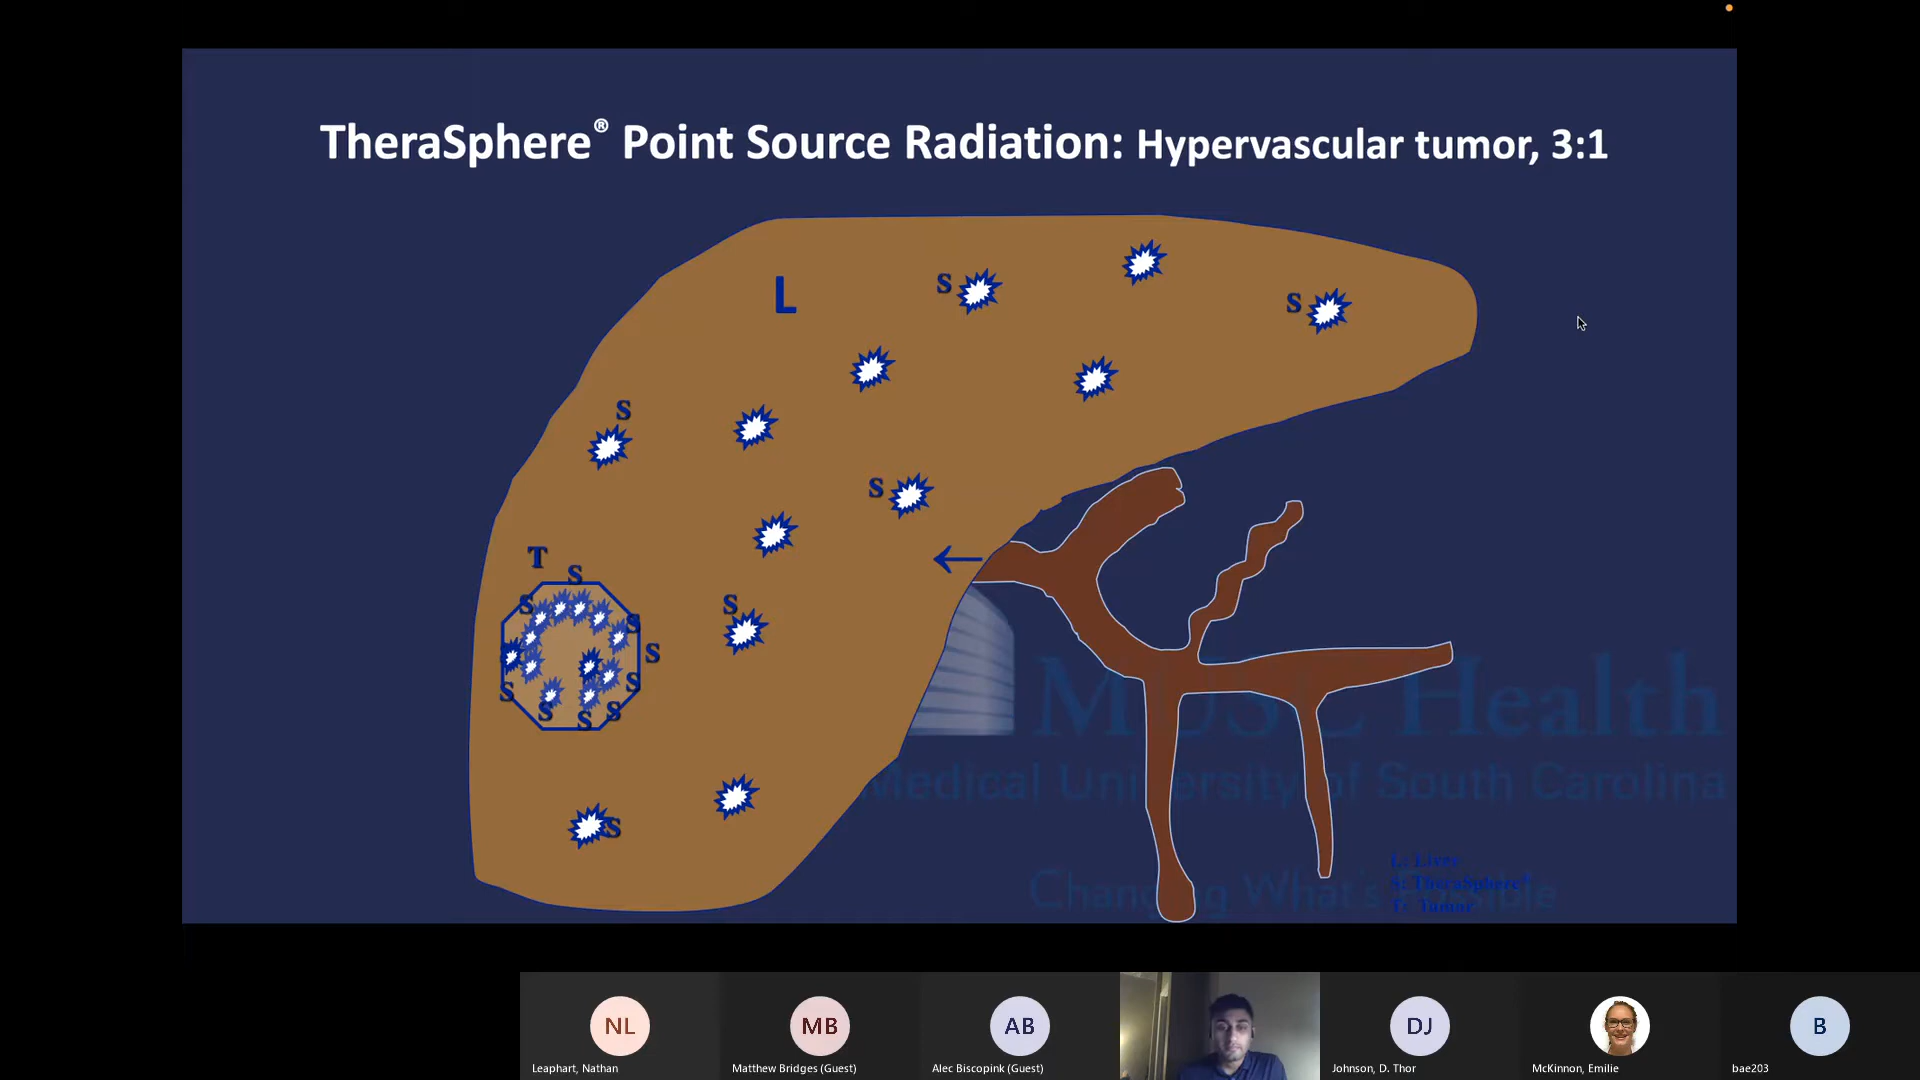 TheraSphere® Point Source Radiation: Hypervascular tumor, 3:1
L
S
S
S
S
T
S
S
S
S
S
S
S
S
S
S
S
MUSC Health
Medical University of South Carolina
L: Liver
Changing What's Possible
S: TheraSphere®
T: Tumor
NL
MB
AB
DJ
B
Leaphart, Nathan
Matthew Bridges (Guest)
Alec Biscopink (Guest)
Johnson, D. Thor
McKinnon, Emilie
bae203